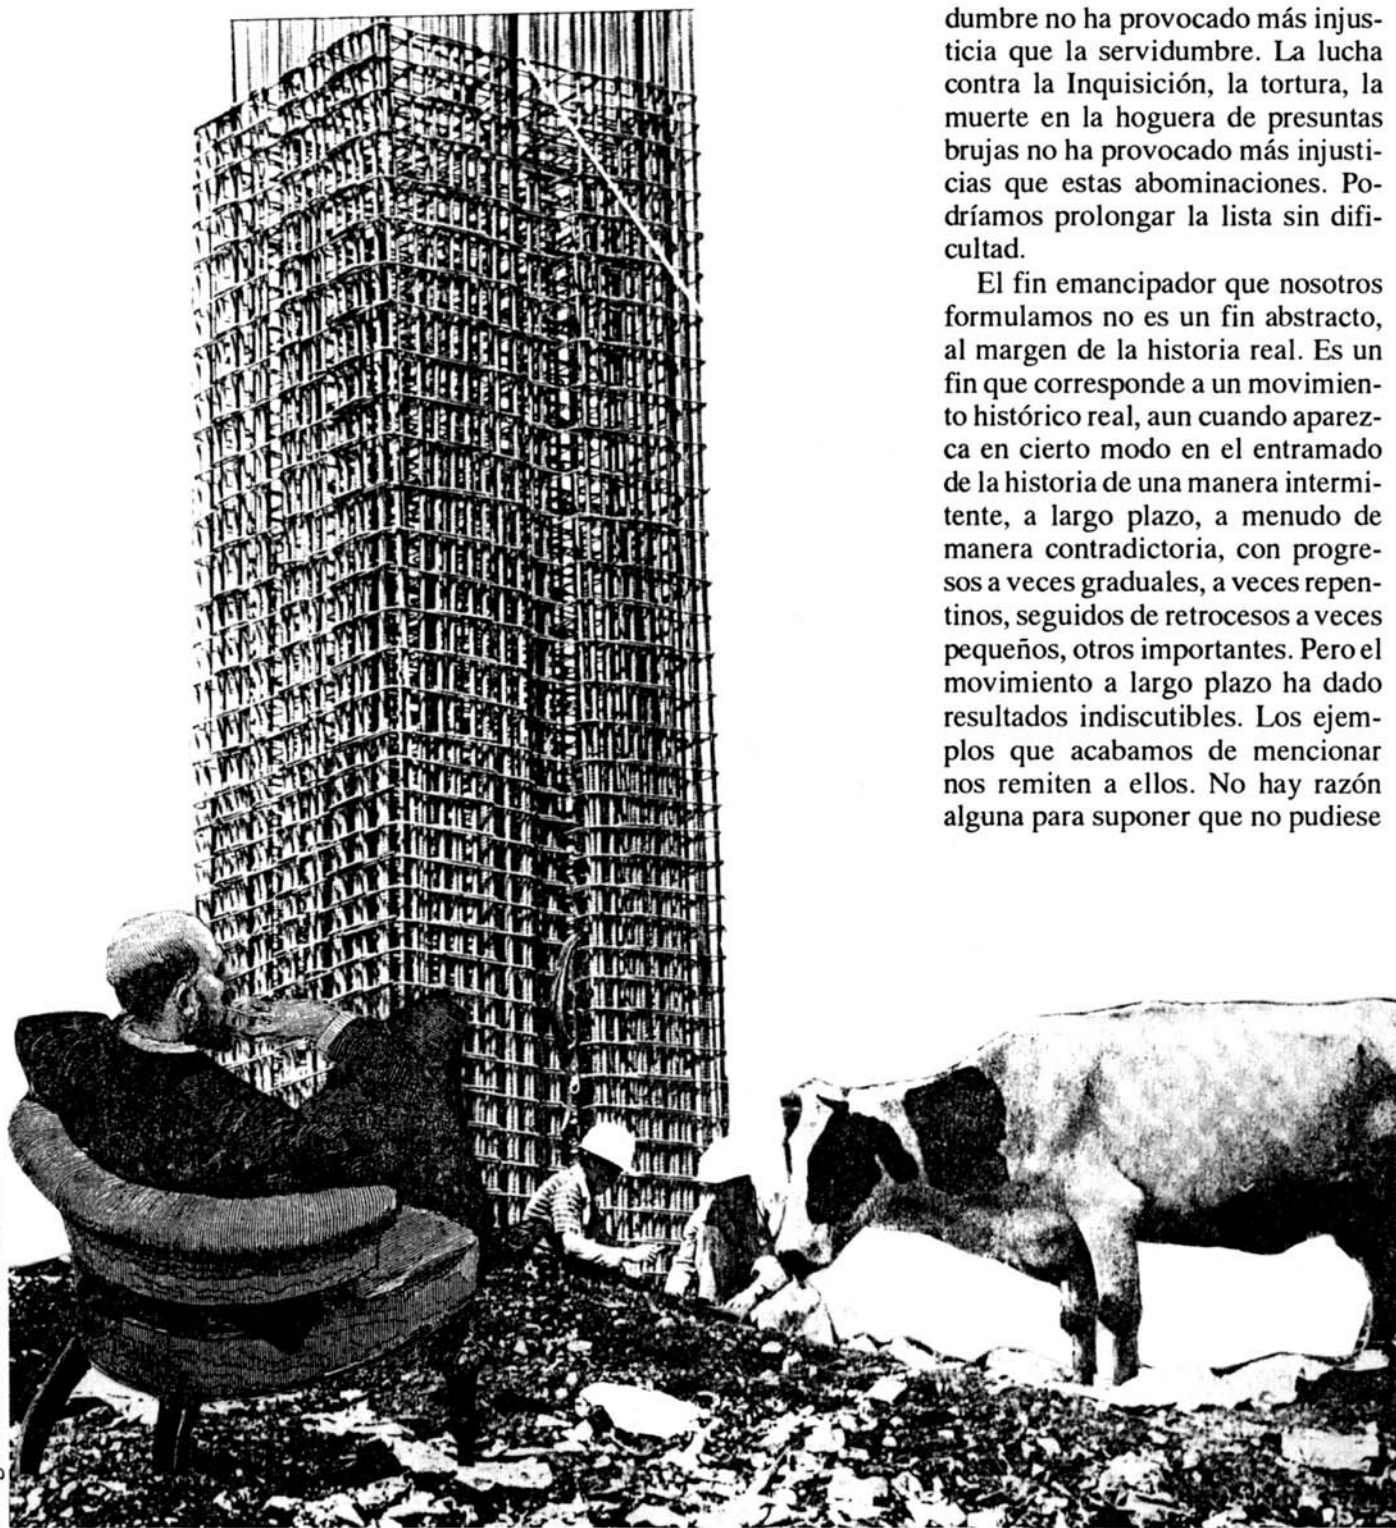 dumbre no ha provocado más injus-
ticia que la servidumbre. La lucha
contra la Inquisición, la tortura, la
muerte en la hoguera de presuntas
brujas no ha provocado más injusti-
cias que estas abominaciones. Po-
dríamos prolongar la lista sin difi-
cultad.
El fin emancipador que nosotros
formulamos no es un fin abstracto,
al margen de la historia real. Es un
fin que corresponde a un movimien-
to histórico real, aun cuando aparez-
ca en cierto modo en el entramado
de la historia de una manera intermi-
tente, a largo plazo, a menudo de
manera contradictoria, con progre-
sos a veces graduales, a veces repen-
tinos, seguidos de retrocesos a veces
pequeños, otros importantes. Pero el
movimiento a largo plazo ha dado
resultados indiscutibles. Los ejem-
plos que acabamos de mencionar
nos remiten a ellos. No hay razón
alguna para suponer que no pudiese